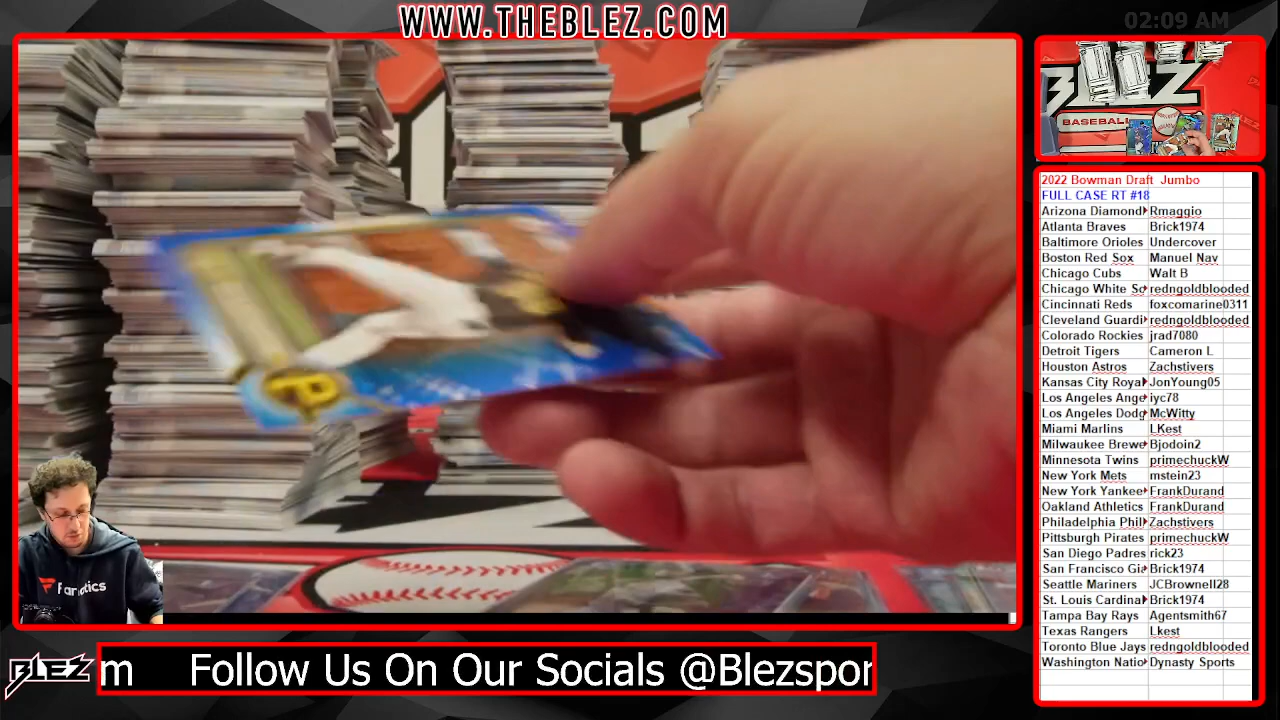 WWW.THEBLEZ.COM
02:09 AM
BLEZ
BASEBALL
2022 Bowman Draft Jumbo
FULL CASE RT #18
Arizona Diamond Rmaggio
Atlanta Braves Brick1974
Baltimore Orioles Undercover
Boston Red Sox Manuel Nav
Chicago Cubs Walt B
Chicago White So redngoldblooded
Cincinnati Reds foxcomarine0311
Cleveland Guardi redngoldblooded
Colorado Rockies jrad7080
Detroit Tigers Cameron L
Houston Astros Zachstivers
Kansas City Royal JonYoung05
Los Angeles Ange iyc78
Los Angeles Dodg McWitty
Miami Marlins LKest
Milwaukee Brewe Bjodoin2
Minnesota Twins primechuckW
New York Mets mstein23
New York Yankee FrankDurand
Oakland Athletics FrankDurand
Philadelphia Phil Zachstivers
Pittsburgh Pirates primechuckW
San Diego Padres rick23
San Francisco Gi Brick1974
Seattle Mariners JCBrownell28
St. Louis Cardina Brick1974
Tampa Bay Rays Agentsmith67
Texas Rangers Lkest
Toronto Blue Jays redngoldblooded
Washington Natio Dynasty Sports
Fanatics
BLEZ m Follow Us On Our Socials @Blezspor